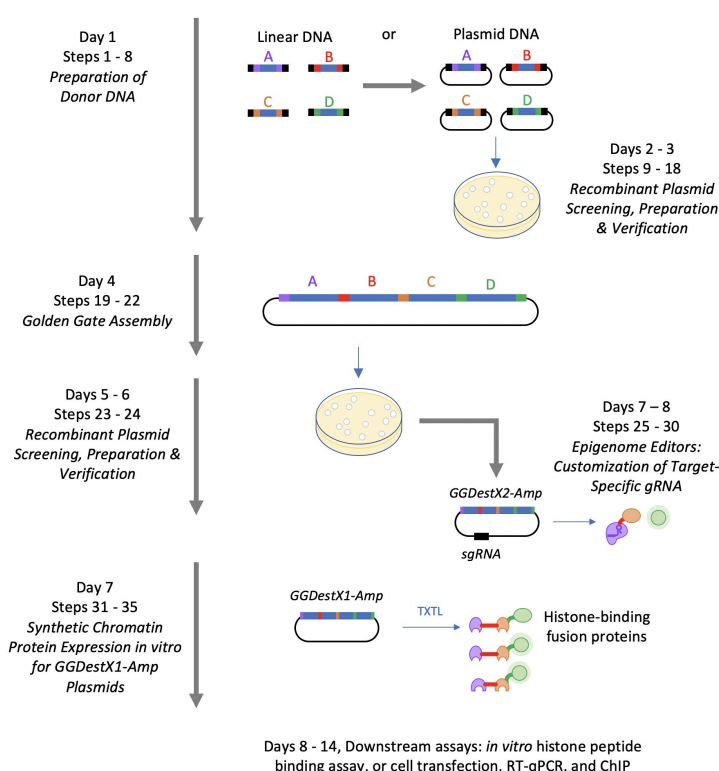 Day 1
Steps 1 - 8
Preparation of
Donor DNA
Linear DNA
or
Plasmid DNA
A
B
A
B
C
D
C
D
Days 2 - 3
Steps 9 - 18
Recombinant Plasmid
Screening, Preparation
& Verification
Day 4
Steps 19 - 22
Golden Gate Assembly
A
B
C
D
Days 5 - 6
Steps 23 - 24
Recombinant Plasmid
Screening, Preparation &
Verification
Days 7 – 8
Steps 25 - 30
Epigenome Editors:
Customization of Target-
Specific gRNA
GGDestX2-Amp
sgRNA
Day 7
Steps 31 - 35
Synthetic Chromatin
Protein Expression in vitro
for GGDestX1-Amp
Plasmids
GGDestX1-Amp
TXTL
Histone-binding
fusion proteins
Days 8 - 14, Downstream assays: in vitro histone peptide
binding assay, or cell transfection, RT-qPCR, and ChIP